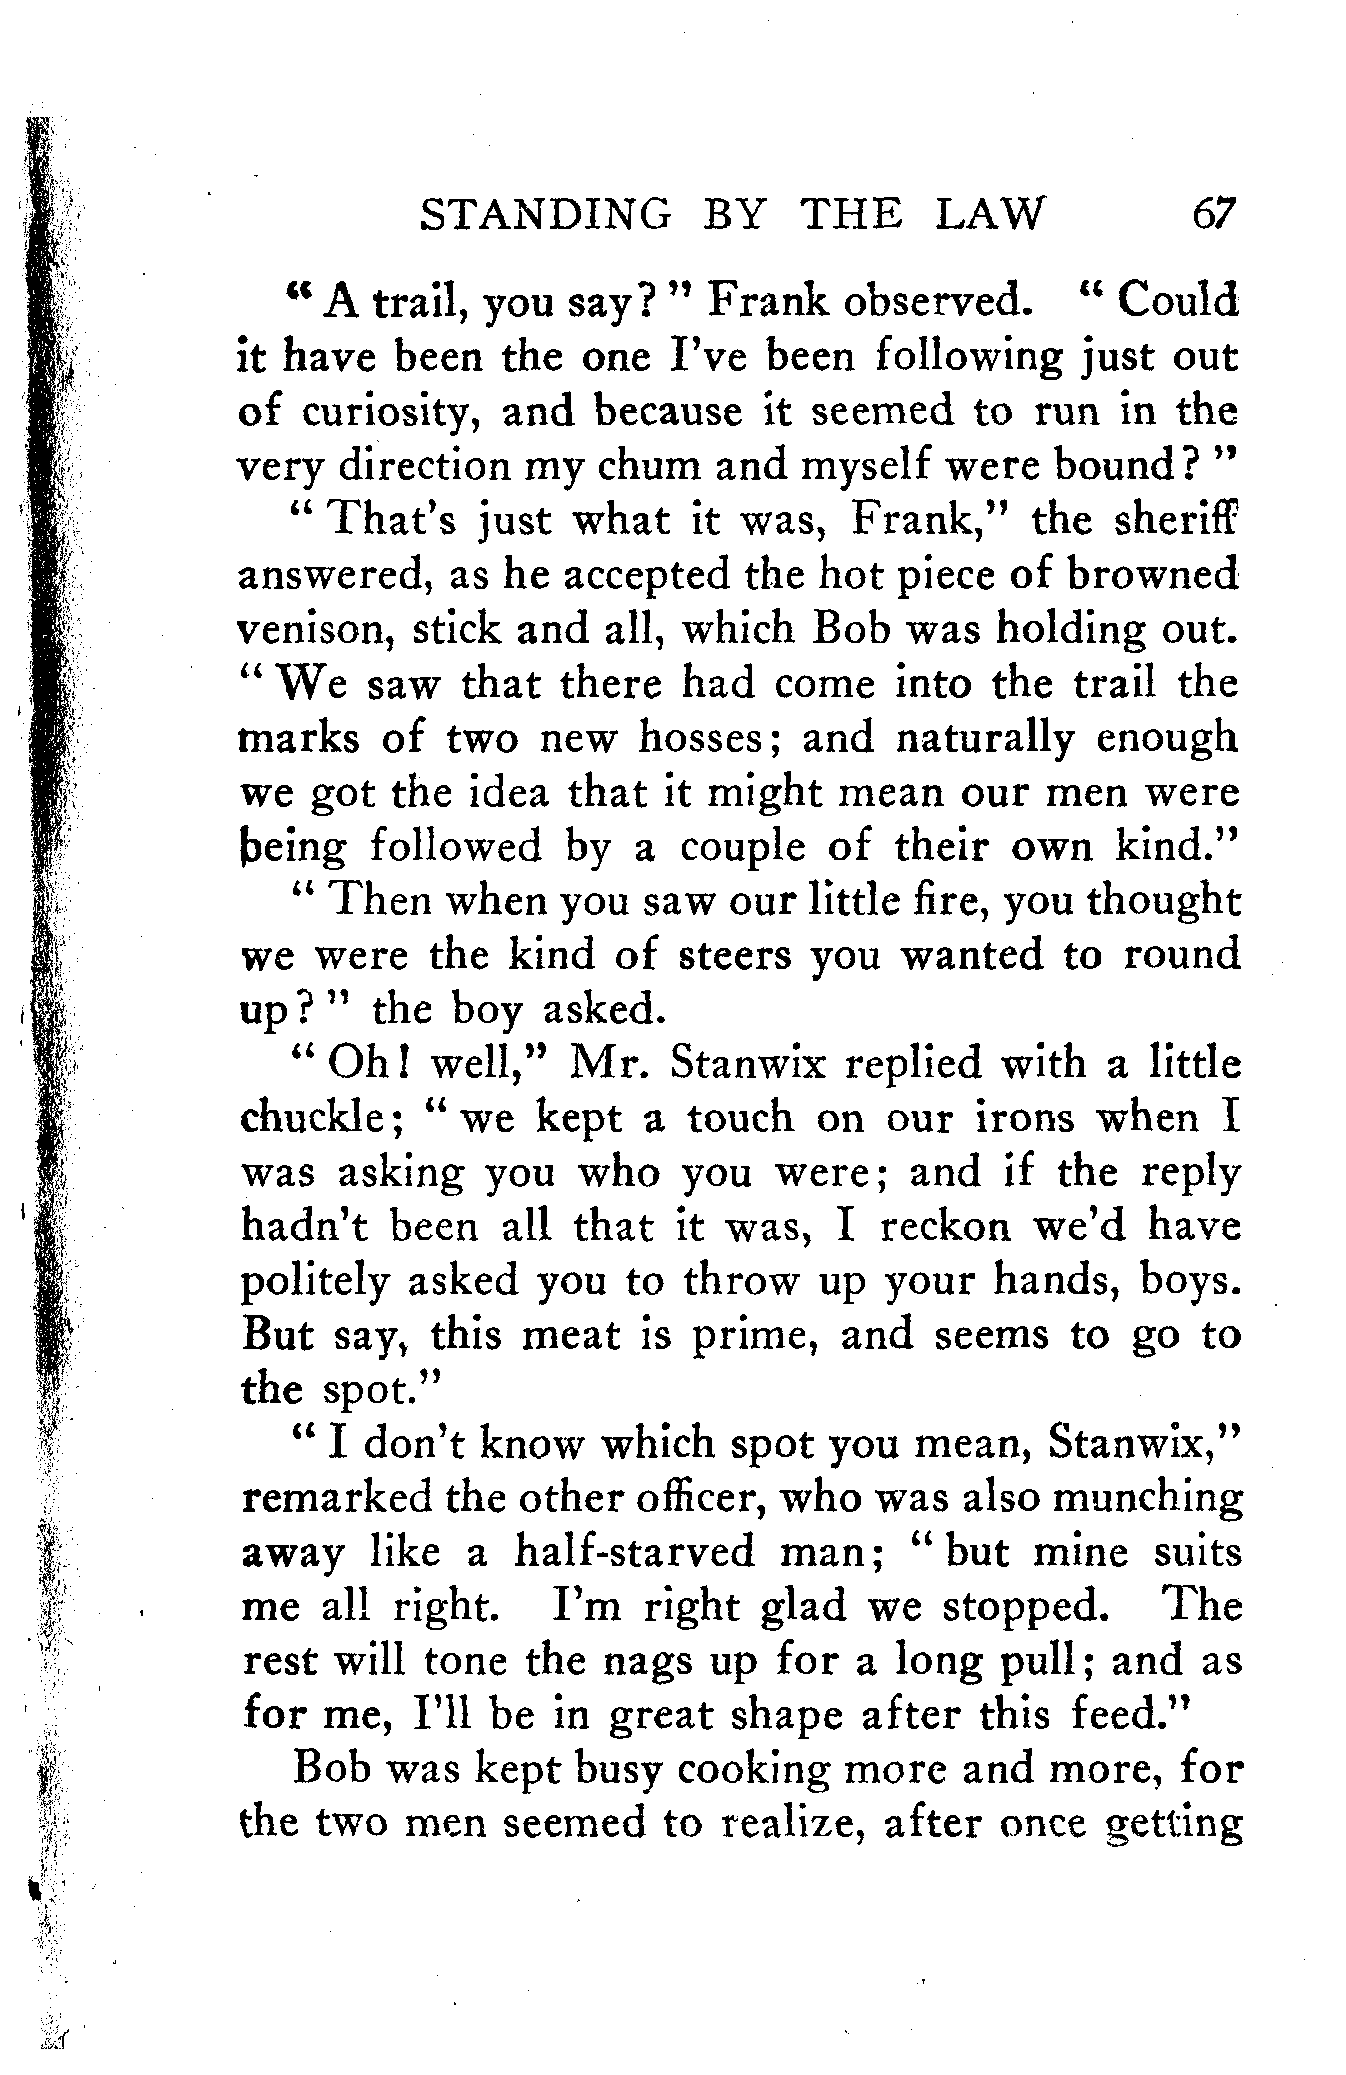 STANDING BY THE LAW 67
" A trail, you say? " Frank observed. " Could
it have been the one I've been following just out
of curiosity, and because it seemed to run in the
very direction my chum and myself were bound? "
" That's just what it was, Frank," the sheriff
answered, as he accepted the hot piece of browned
venison, stick and all, which Bob was holding out.
" We saw that there had come into the trail the
marks of two new hosses; and naturally enough
we got the idea that it might mean our men were
being followed by a couple of their own kind."
" Then when you saw our little fire, you thought
we were the kind of steers you wanted to round
up? " the boy asked.
" Oh! well," Mr. Stanwix replied with a little
chuckle; " we kept a touch on our irons when I
was asking you who you were; and if the reply
hadn't been all that it was, I reckon we'd have
politely asked you to throw up your hands, boys.
But say, this meat is prime, and seems to go to
the spot."
" I don't know which spot you mean, Stanwix,"
remarked the other officer, who was also munching
away like a half-starved man; " but mine suits
me all right. I'm right glad we stopped. The
rest will tone the nags up for a long pull; and as
for me, I'll be in great shape after this feed."
Bob was kept busy cooking more and more, for
the two men seemed to realize, after once getting